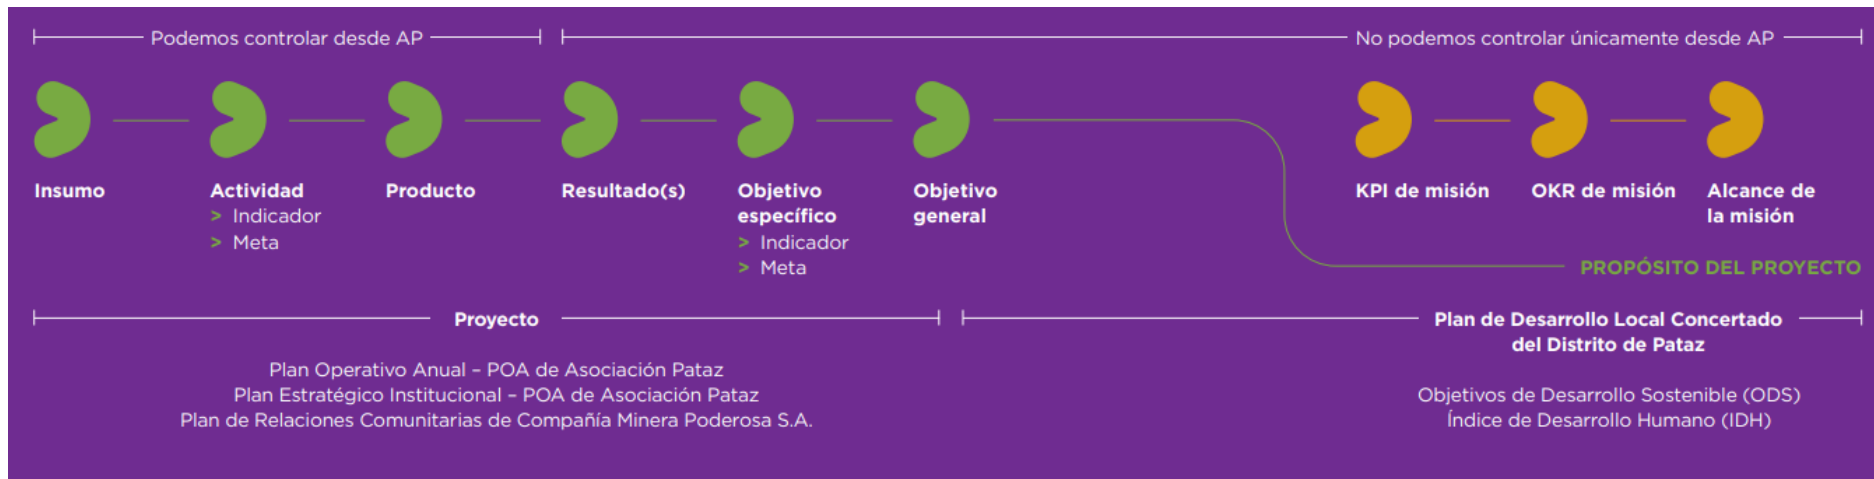 Podemos controlar desde AP
No podemos controlar únicamente desde AP
Insumo
Actividad
> Indicador
> Meta
Producto
Resultado(s)
Objetivo
específico
> Indicador
> Meta
Objetivo
general
KPI de misión
OKR de misión
Alcance de
la misión
PROPÓSITO DEL PROYECTO
Proyecto
Plan Operativo Anual – POA de Asociación Pataz
Plan Estratégico Institucional – POA de Asociación Pataz
Plan de Relaciones Comunitarias de Compañía Minera Poderosa S.A.
Plan de Desarrollo Local Concertado
del Distrito de Pataz
Objetivos de Desarrollo Sostenible (ODS)
Índice de Desarrollo Humano (IDH)